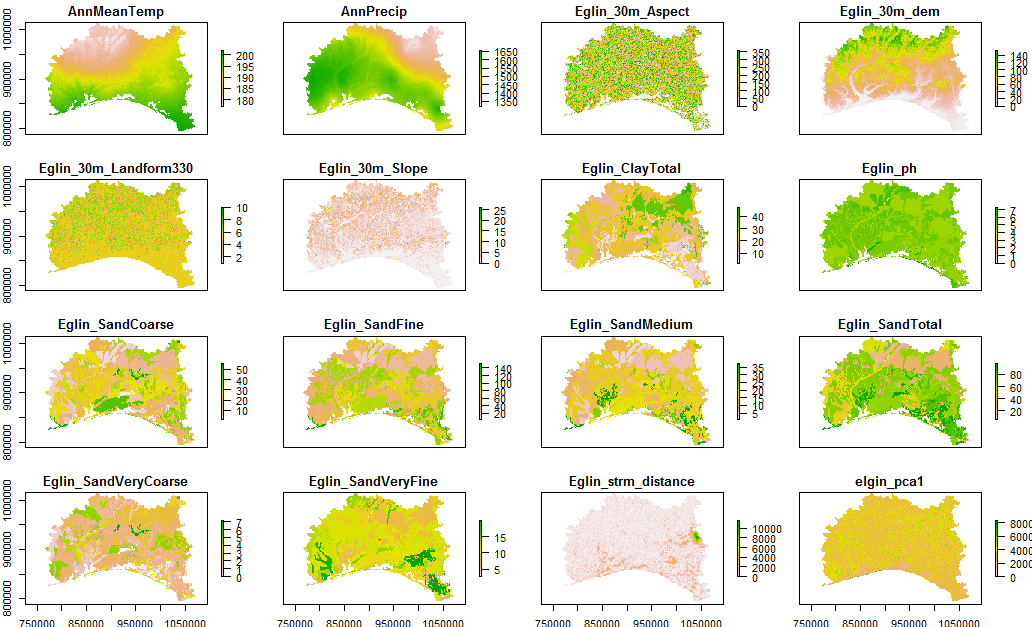 AnnMeanTemp AnnPrecip Eglin_30m_Aspect Eglin_30m_dem
800000 900000 1000000
200 195 190 185 180
1650 1600 1550 1500 1450 1400 1350
350 300 250 200 150 100 50 0
140 120 100 80 60 40 20 0
Eglin_30m_Landform330 Eglin_30m_Slope Eglin_ClayTotal Eglin_ph
800000 900000 1000000
10 8 6 4 2
25 20 15 10 5 0
40 30 20 10
7 6 5 4 3 2 1 0
Eglin_SandCoarse Eglin_SandFine Eglin_SandMedium Eglin_SandTotal
800000 900000 1000000
50 40 30 20 10
140 120 100 80 60 40 20
35 30 25 20 15 10 5
80 60 40 20
Eglin_SandVeryCoarse Eglin_SandVeryFine Eglin_strm_distance elgin_pca1
800000 900000 1000000
7 6 5 4 3 2 1 0
15 10 5
10000 8000 6000 4000 2000 0
8000 6000 4000 2000 0
750000 850000 950000 1050000 750000 850000 950000 1050000 750000 850000 950000 1050000 750000 850000 950000 1050000